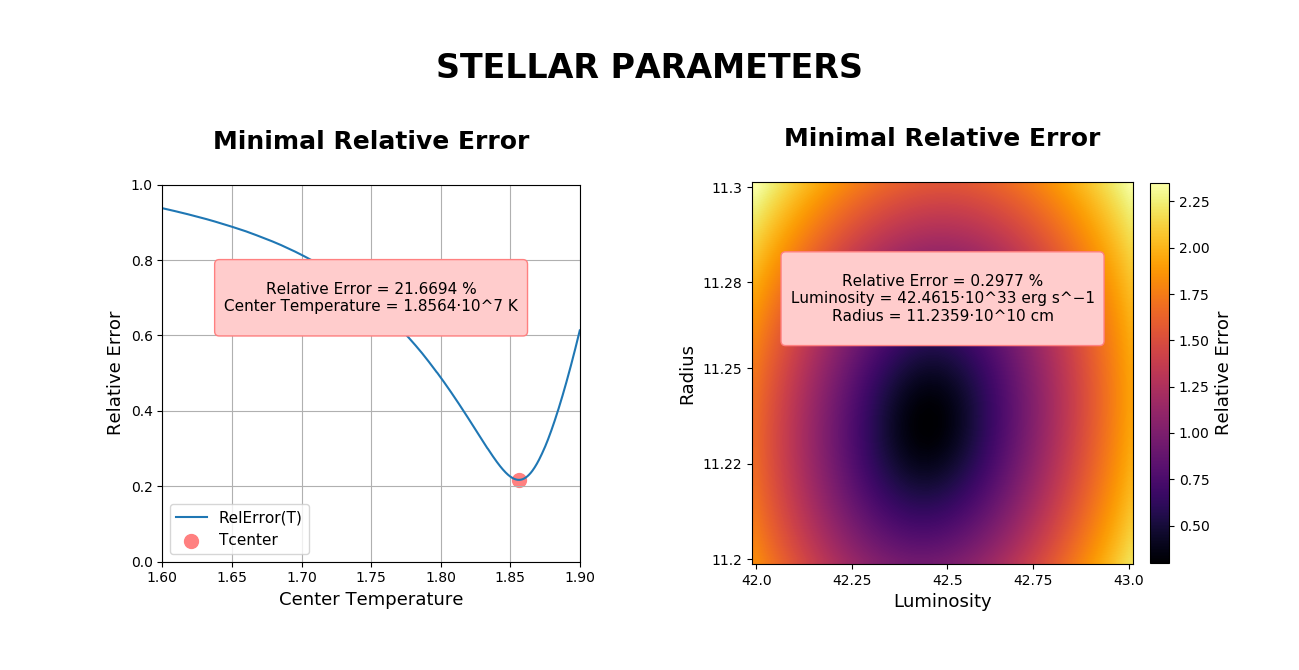 STELLAR PARAMETERS
Minimal Relative Error
1.0
0.8
0.6
0.4
0.2
0.0
Relative Error
Relative Error = 21.6694 %
Center Temperature = 1.8564·10^7 K
RelError(T)
Tcenter
1.60 1.65 1.70 1.75 1.80 1.85 1.90
Center Temperature
Minimal Relative Error
11.3
11.28
11.25
11.22
11.2
Radius
Relative Error = 0.2977 %
Luminosity = 42.4615·10^33 erg s^−1
Radius = 11.2359·10^10 cm
42.0 42.25 42.5 42.75 43.0
Luminosity
2.25
2.00
1.75
1.50
1.25
1.00
0.75
0.50
Relative Error